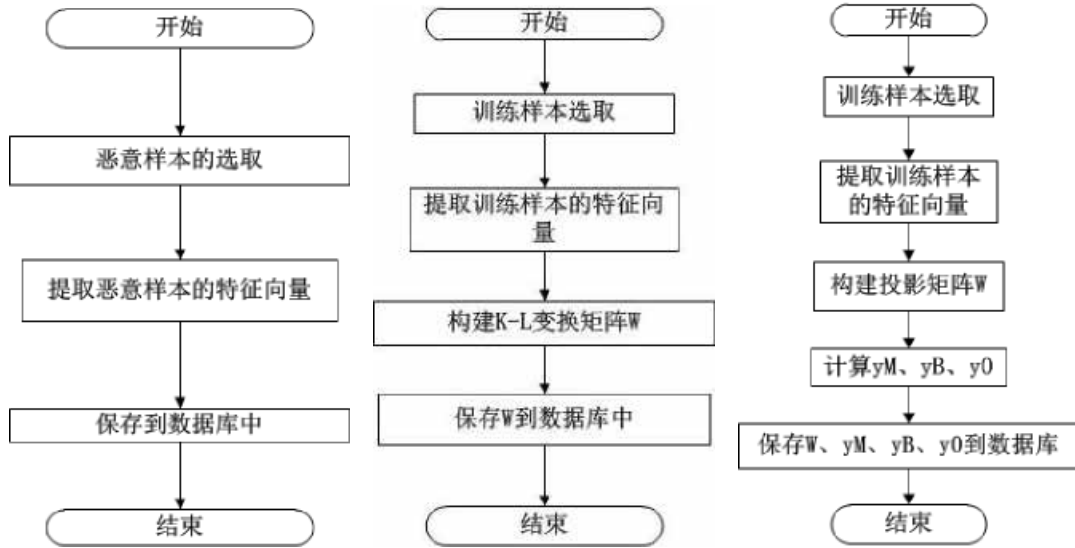 开始
恶意样本的选取
提取恶意样本的特征向量
保存到数据库中
结束
开始
训练样本选取
提取训练样本的特征向
量
构建K-L变换矩阵W
保存W到数据库中
结束
开始
训练样本选取
提取训练样本
的特征向量
构建投影矩阵W
计算yM、yB、y0
保存W、yM、yB、y0到数据库
结束